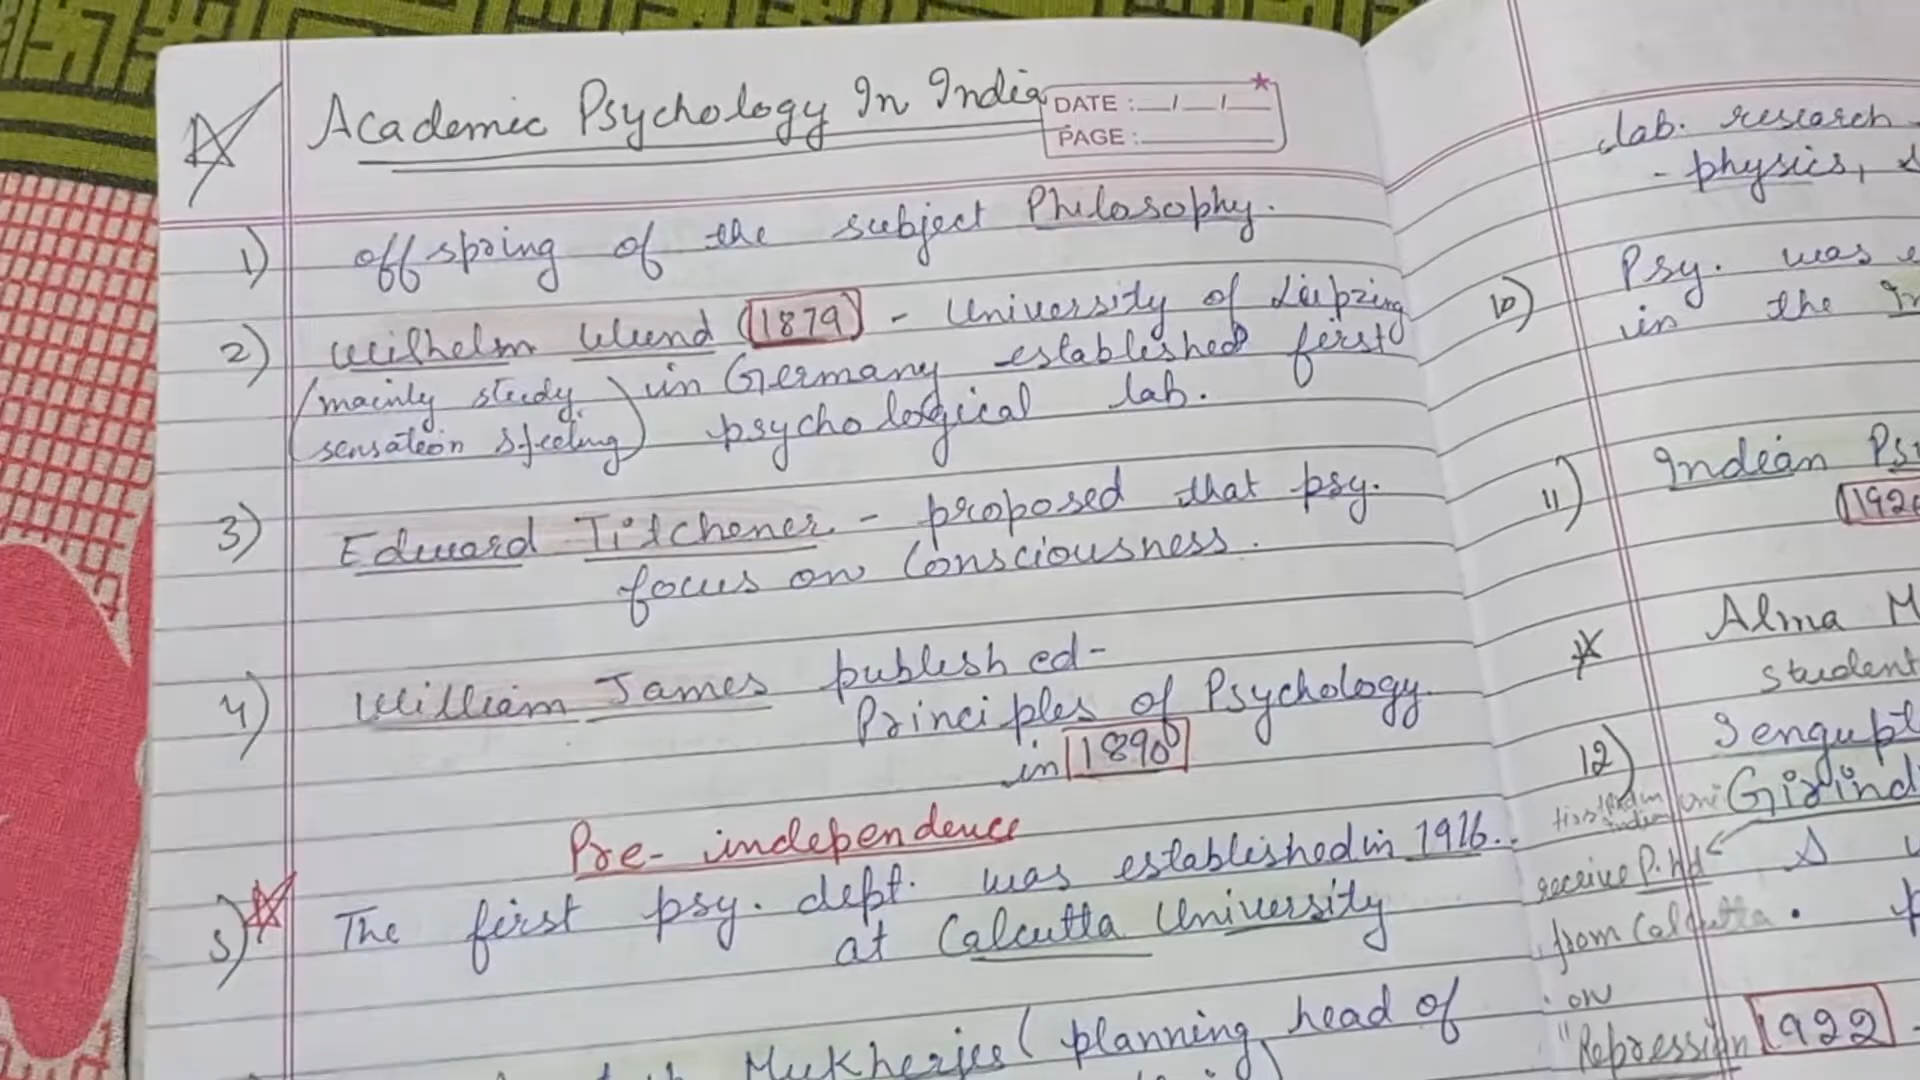 Academic Psychology In India
DATE : __/__/__
PAGE :
1) offspring of the subject Philosophy.
2) Wilhelm Wund (1879) - University of Leipzing
(mainly study sensation & feeling) in Germany established first
psychological lab.
3) Edward Titchener - proposed that psy.
focus on Consciousness.
4) William James published-
Principles of Psychology
in 1890
Pre-independence
5) The first psy. dept. was established in 1916.
at Calcutta University
Mukherjee (planning head of
lab. research
- physics, &
10) Psy. was
in the
11) Indian
Alma M
student
12) Sengupt
Girind
receive P.hd
from Calcutta.
on
"Repression 1922